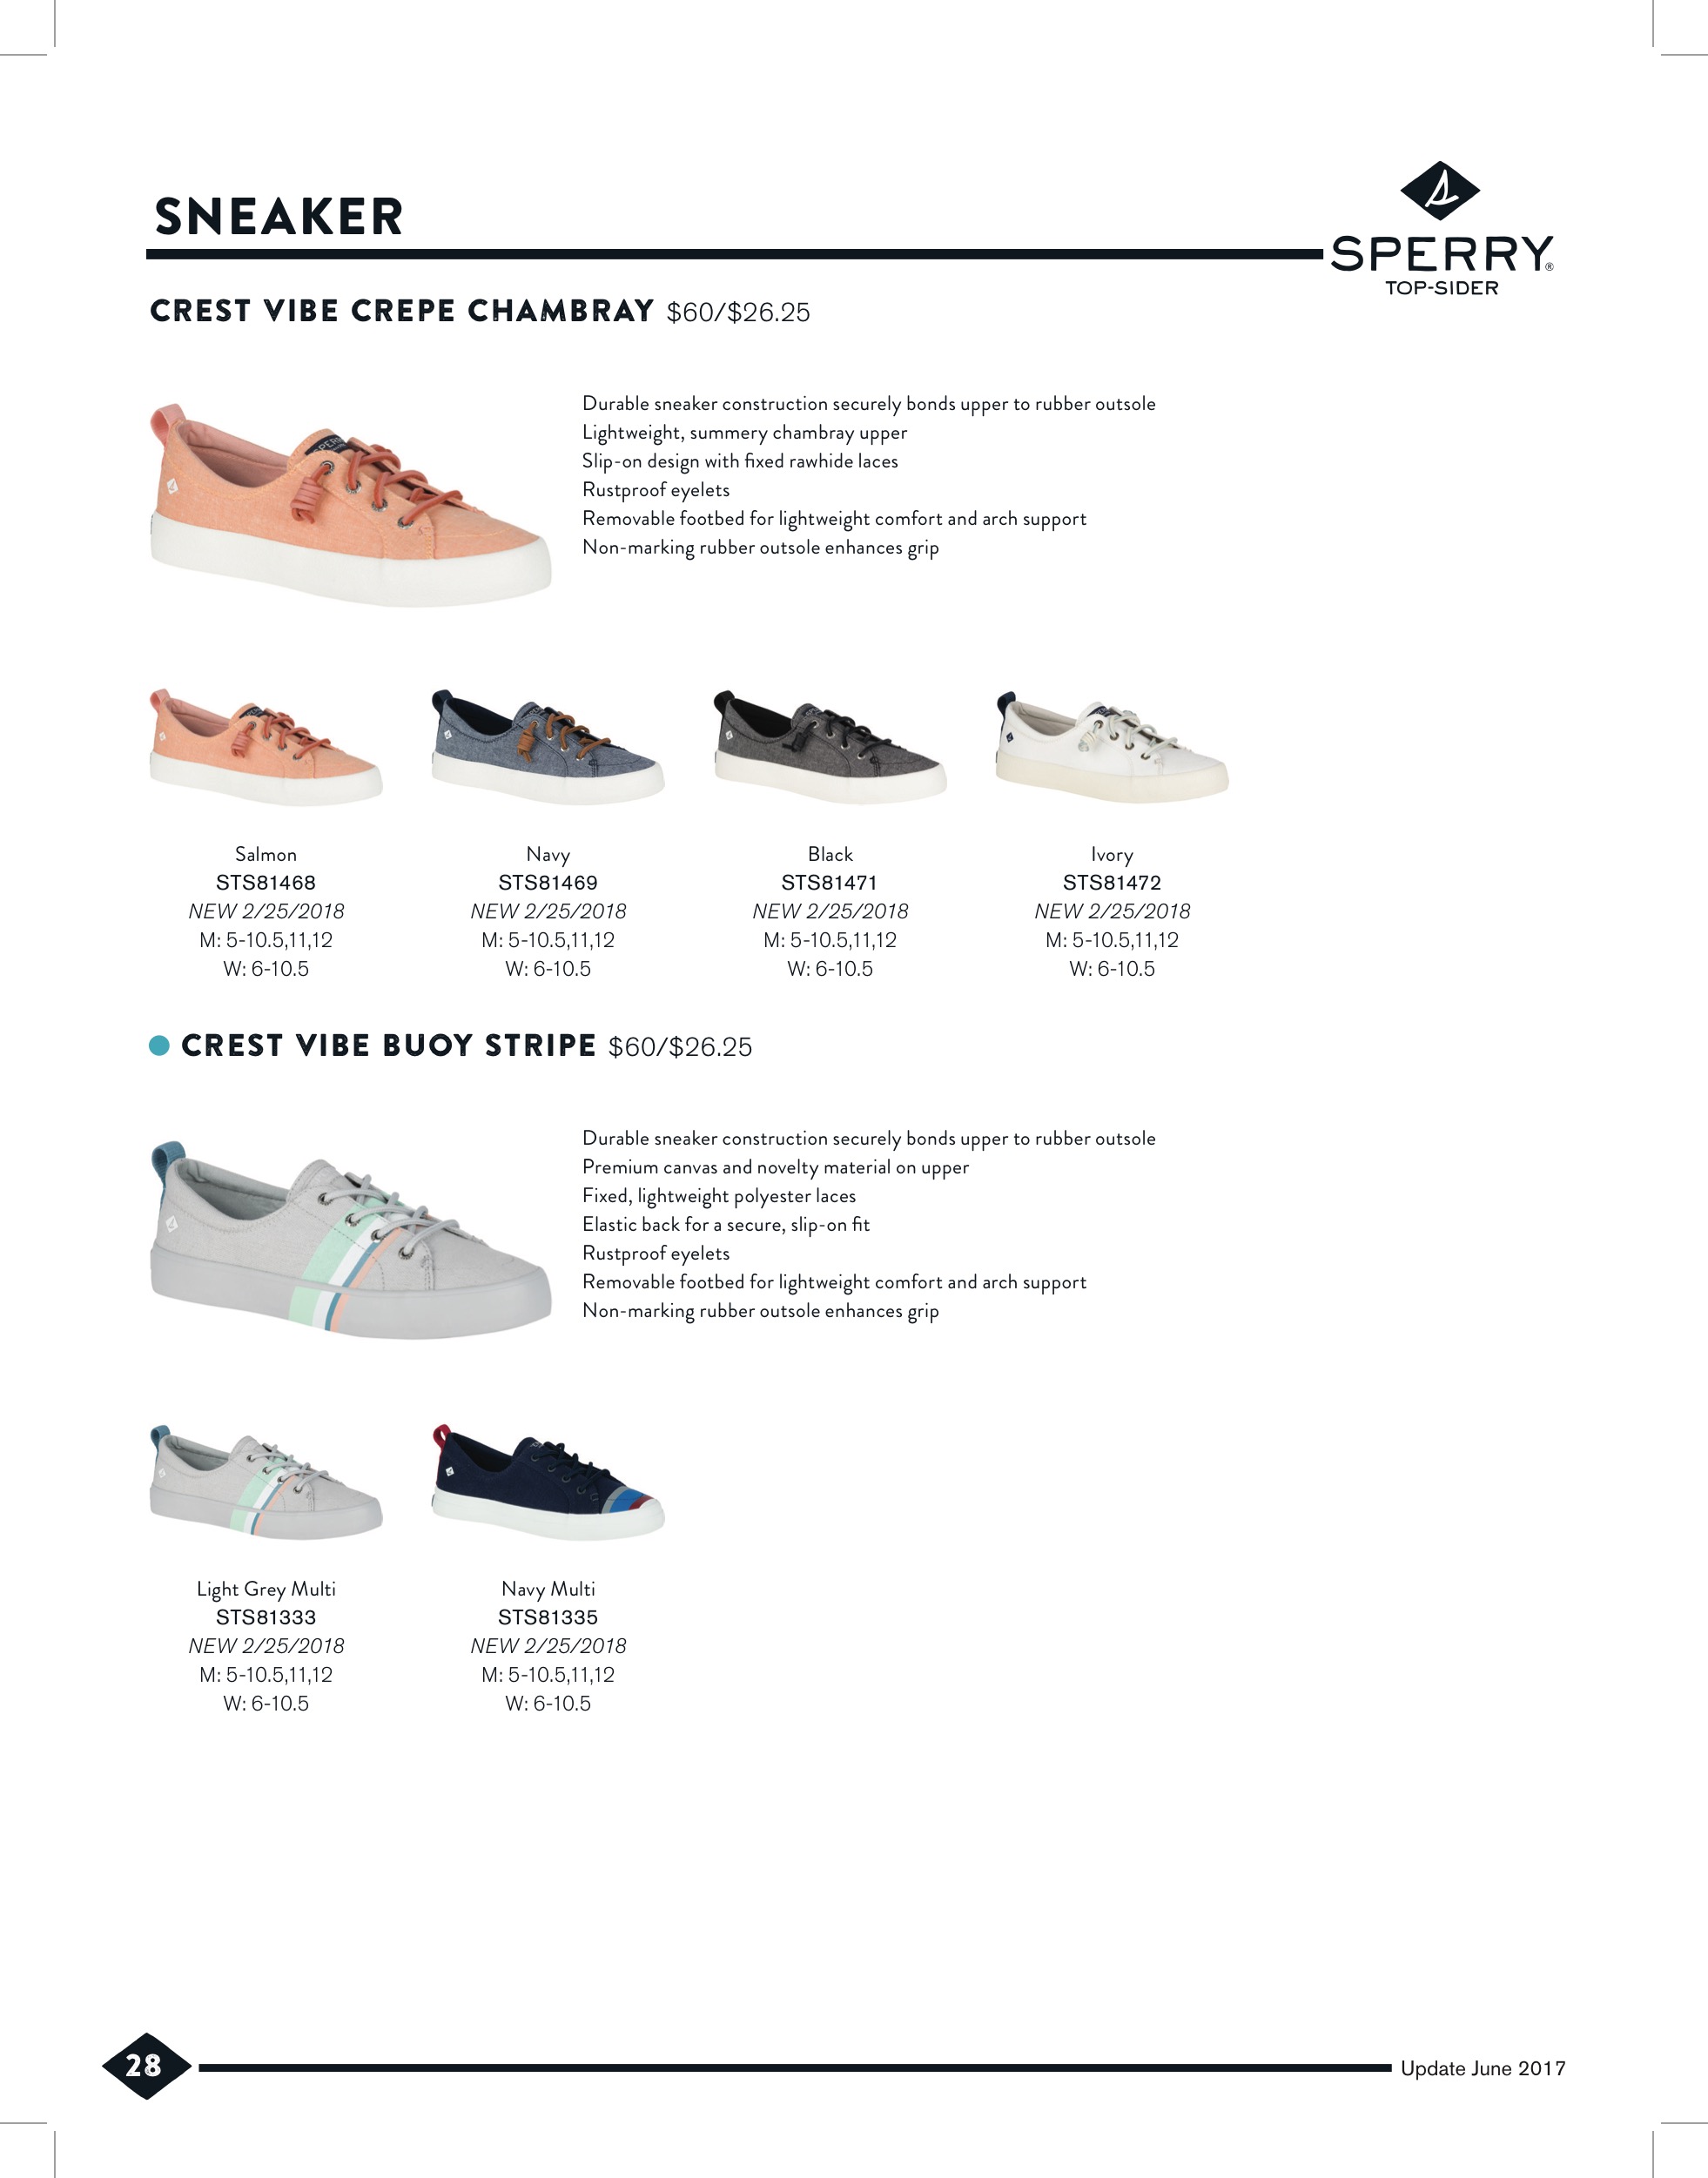 SNEAKER
SPERRY®
TOP-SIDER
CREST VIBE CREPE CHAMBRAY $60/$26.25
Durable sneaker construction securely bonds upper to rubber outsole
Lightweight, summery chambray upper
Slip-on design with fixed rawhide laces
Rustproof eyelets
Removable footbed for lightweight comfort and arch support
Non-marking rubber outsole enhances grip
Salmon
STS81468
NEW 2/25/2018
M: 5-10.5,11,12
W: 6-10.5
Navy
STS81469
NEW 2/25/2018
M: 5-10.5,11,12
W: 6-10.5
Black
STS81471
NEW 2/25/2018
M: 5-10.5,11,12
W: 6-10.5
Ivory
STS81472
NEW 2/25/2018
M: 5-10.5,11,12
W: 6-10.5
CREST VIBE BUOY STRIPE $60/$26.25
Durable sneaker construction securely bonds upper to rubber outsole
Premium canvas and novelty material on upper
Fixed, lightweight polyester laces
Elastic back for a secure, slip-on fit
Rustproof eyelets
Removable footbed for lightweight comfort and arch support
Non-marking rubber outsole enhances grip
Light Grey Multi
STS81333
NEW 2/25/2018
M: 5-10.5,11,12
W: 6-10.5
Navy Multi
STS81335
NEW 2/25/2018
M: 5-10.5,11,12
W: 6-10.5
28
Update June 2017